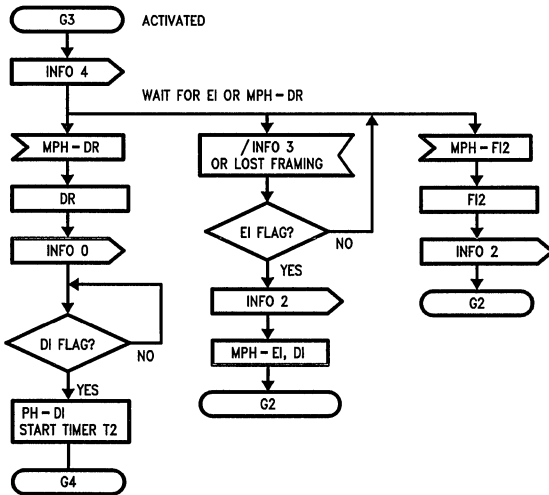 G3 ACTIVATED
INFO 4
WAIT FOR EI OR MPH-DR
MPH-DR
DR
INFO 0
DI FLAG?
NO
YES
PH-DI
START TIMER T2
G4
/INFO 3
OR LOST FRAMING
EI FLAG?
NO
YES
INFO 2
MPH-EI, DI
G2
MPH-FI2
FI2
INFO 2
G2